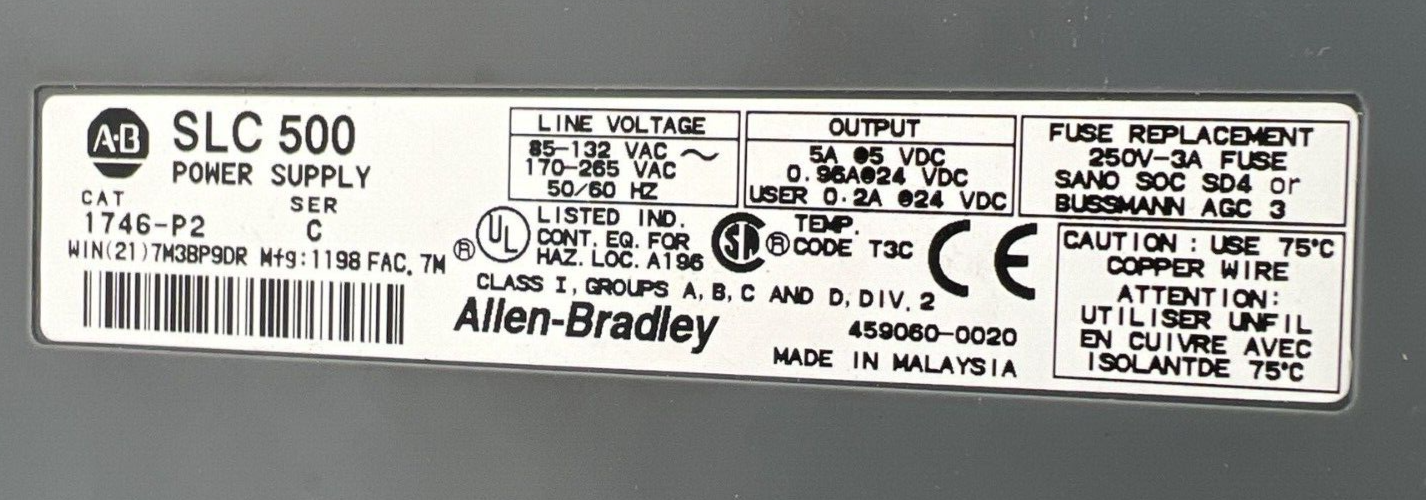 A·B
SLC 500
POWER SUPPLY
CAT SER
1746-P2 C
WIN(21)7M3BP9DR Mfg:1198 FAC. 7M
LINE VOLTAGE
85-132 VAC ~
170-265 VAC
50/60 HZ
OUTPUT
5A @5 VDC
0.96A@24 VDC
USER 0.2A @24 VDC
FUSE REPLACEMENT
250V-3A FUSE
SANO SOC SD4 or
BUSSMANN AGC 3
® UL LISTED IND.
CONT. EQ. FOR
HAZ. LOC. A196
SA ® TEMP.
CODE T3C
CE
CLASS I, GROUPS A, B, C AND D, DIV. 2
Allen-Bradley
459060-0020
MADE IN MALAYSIA
CAUTION : USE 75°C
COPPER WIRE
ATTENTION:
UTILISER UNFIL
EN CUIVRE AVEC
ISOLANTDE 75°C